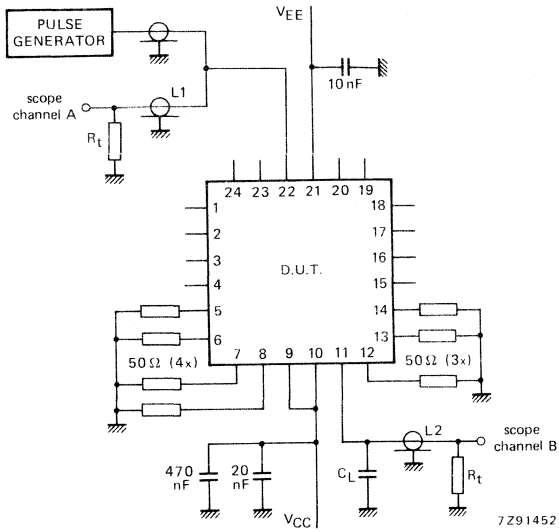 PULSE
GENERATOR
VEE
10 nF
scope
channel A
L1
Rt
24 23 22 21 20 19
1
2
3
4
5
6
18
17
16
15
14
13
D.U.T.
7 8 9 10 11 12
50 Ω (4x)
50 Ω (3x)
L2
scope
channel B
470
nF
20
nF
CL
Rt
VCC
7Z91452